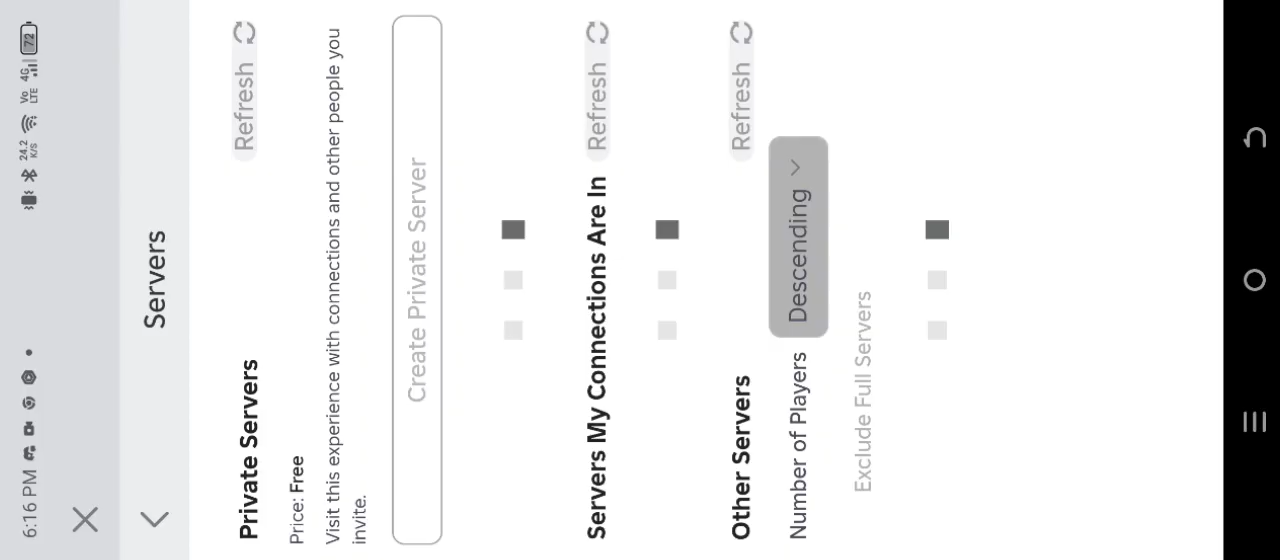 6:16 PM
24.2 K/S
Vo LTE
4G
72
Servers
Private Servers
Refresh
Price: Free
Visit this experience with connections and other people you
invite.
Create Private Server
Servers My Connections Are In
Refresh
Other Servers
Refresh
Number of Players
Descending
Exclude Full Servers